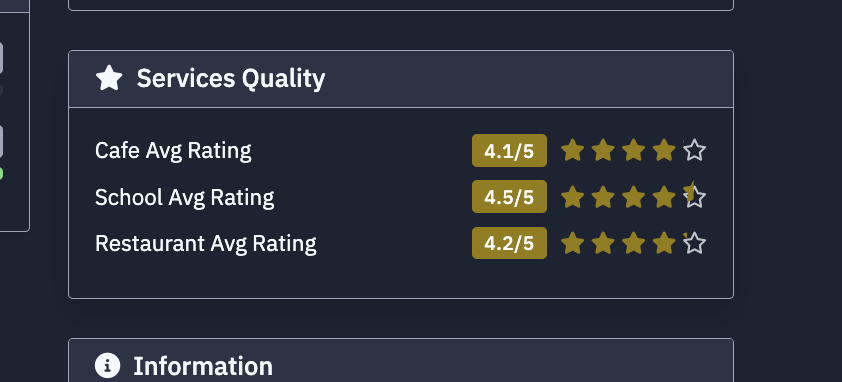 Services Quality
Cafe Avg Rating 4.1/5
School Avg Rating 4.5/5
Restaurant Avg Rating 4.2/5
Information